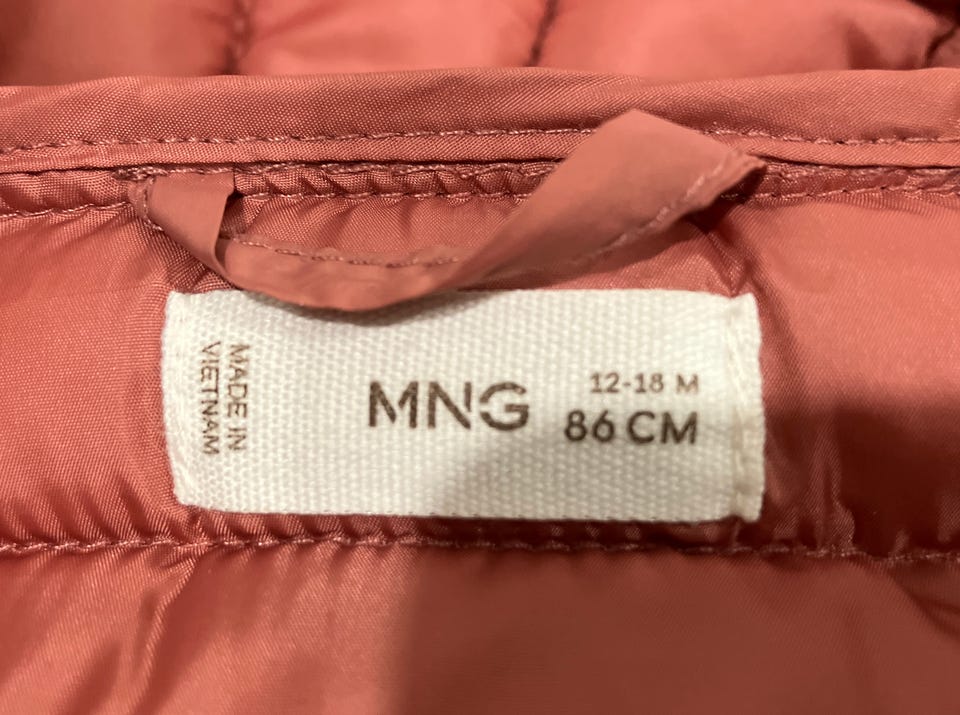 MADE IN
VIETNAM
MNG
12-18 M
86 CM